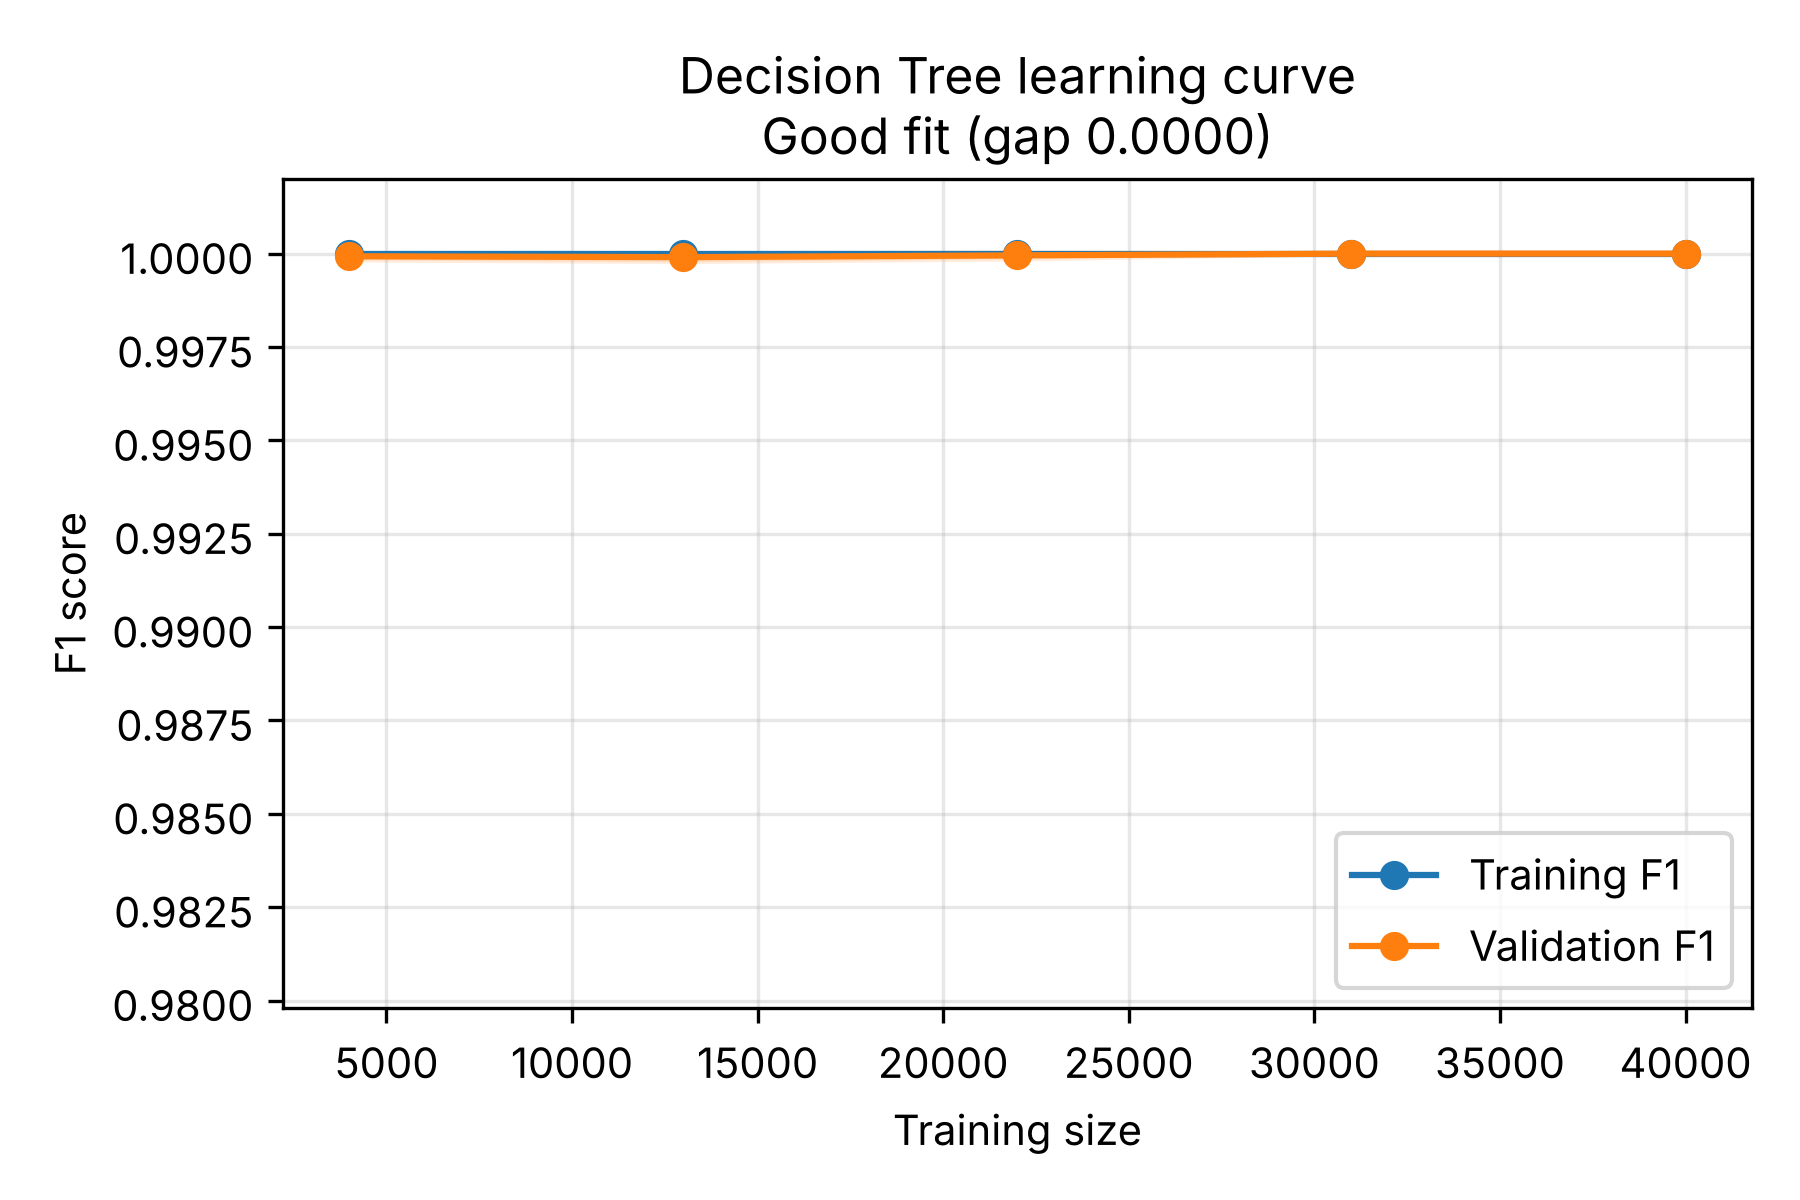 Decision Tree learning curve
Good fit (gap 0.0000)
1.0000
0.9975
0.9950
0.9925
0.9900
0.9875
0.9850
0.9825
0.9800
F1 score
Training F1
Validation F1
5000 10000 15000 20000 25000 30000 35000 40000
Training size